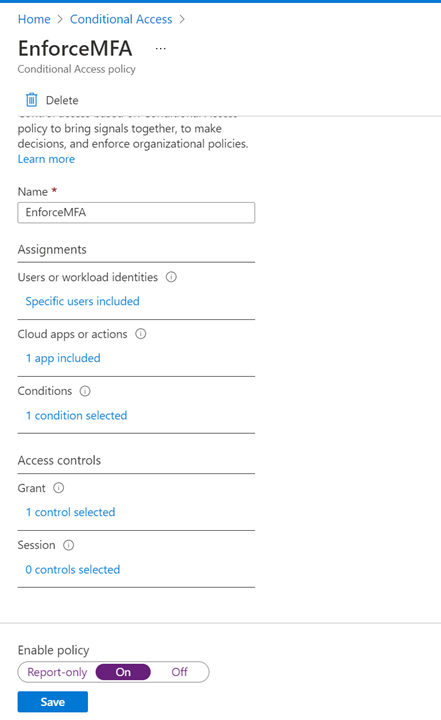 Home > Conditional Access >
EnforceMFA ...
Conditional Access policy
Delete
policy to bring signals together, to make
decisions, and enforce organizational policies.
Learn more
Name *
EnforceMFA
Assignments
Users or workload identities
Specific users included
Cloud apps or actions
1 app included
Conditions
1 condition selected
Access controls
Grant
1 control selected
Session
0 controls selected
Enable policy
Report-only On Off
Save